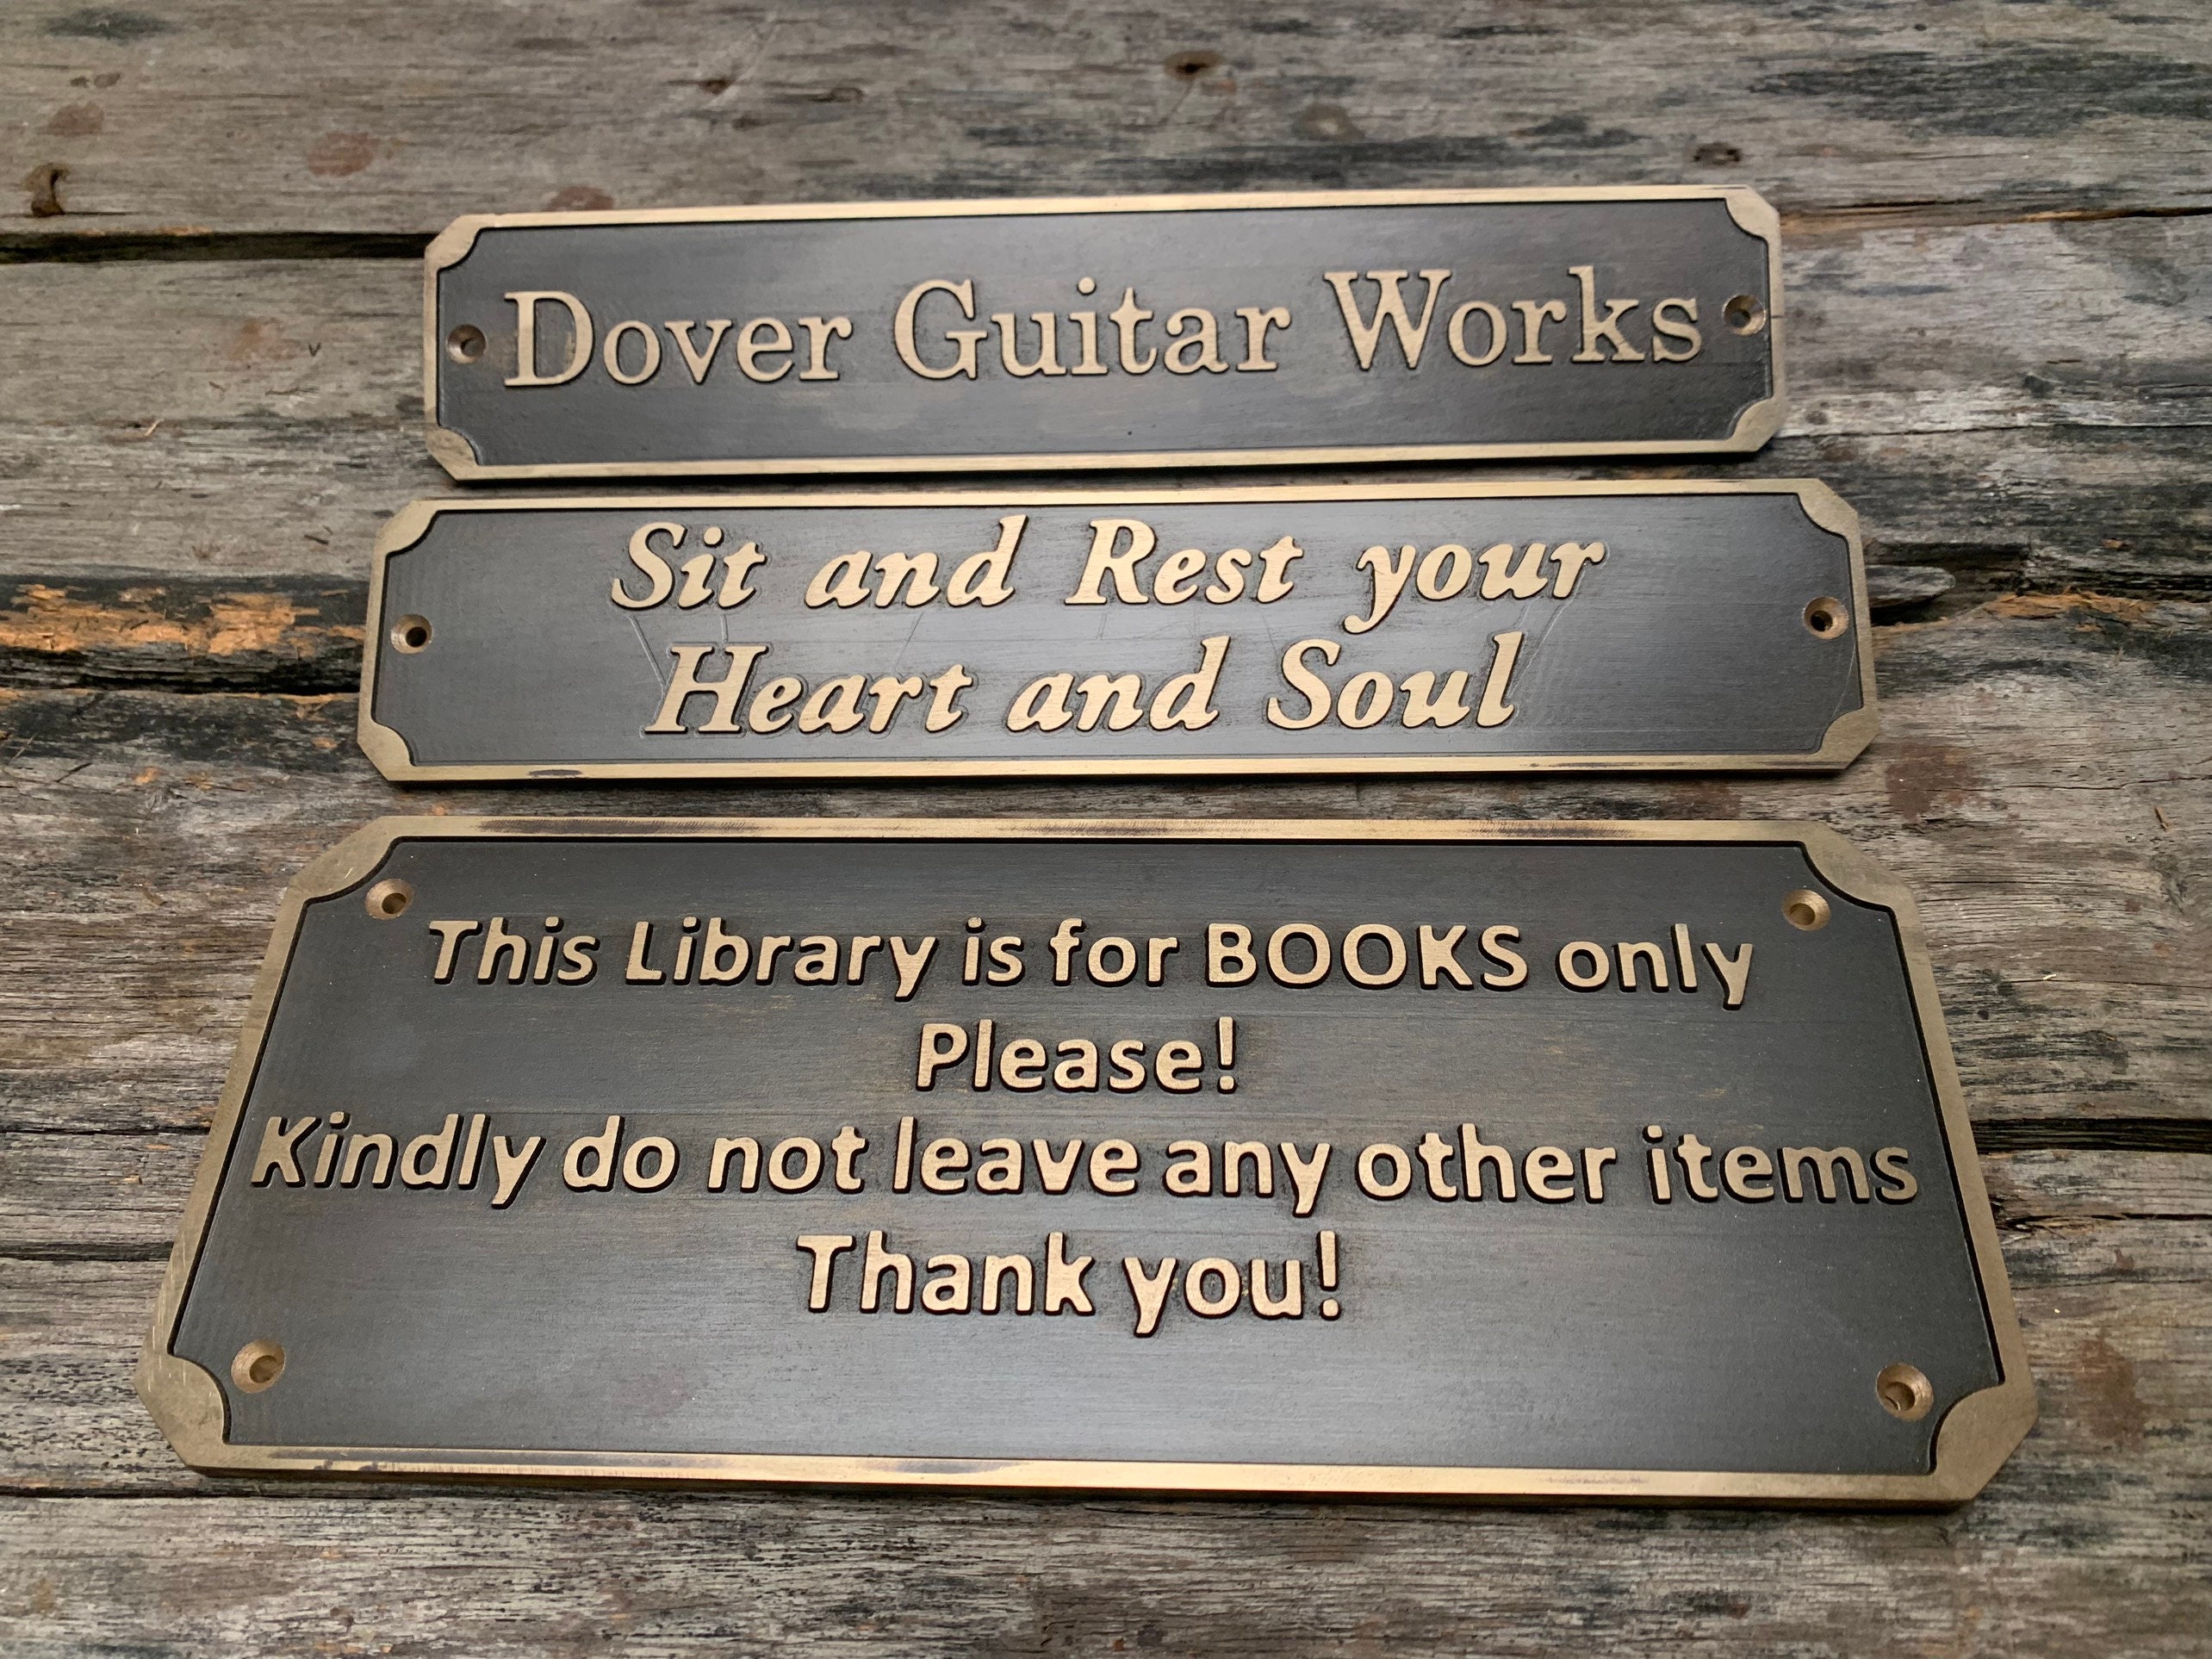 Dover Guitar Works
Sit and Rest your
Heart and Soul
This Library is for BOOKS only
Please!
Kindly do not leave any other items
Thank you!